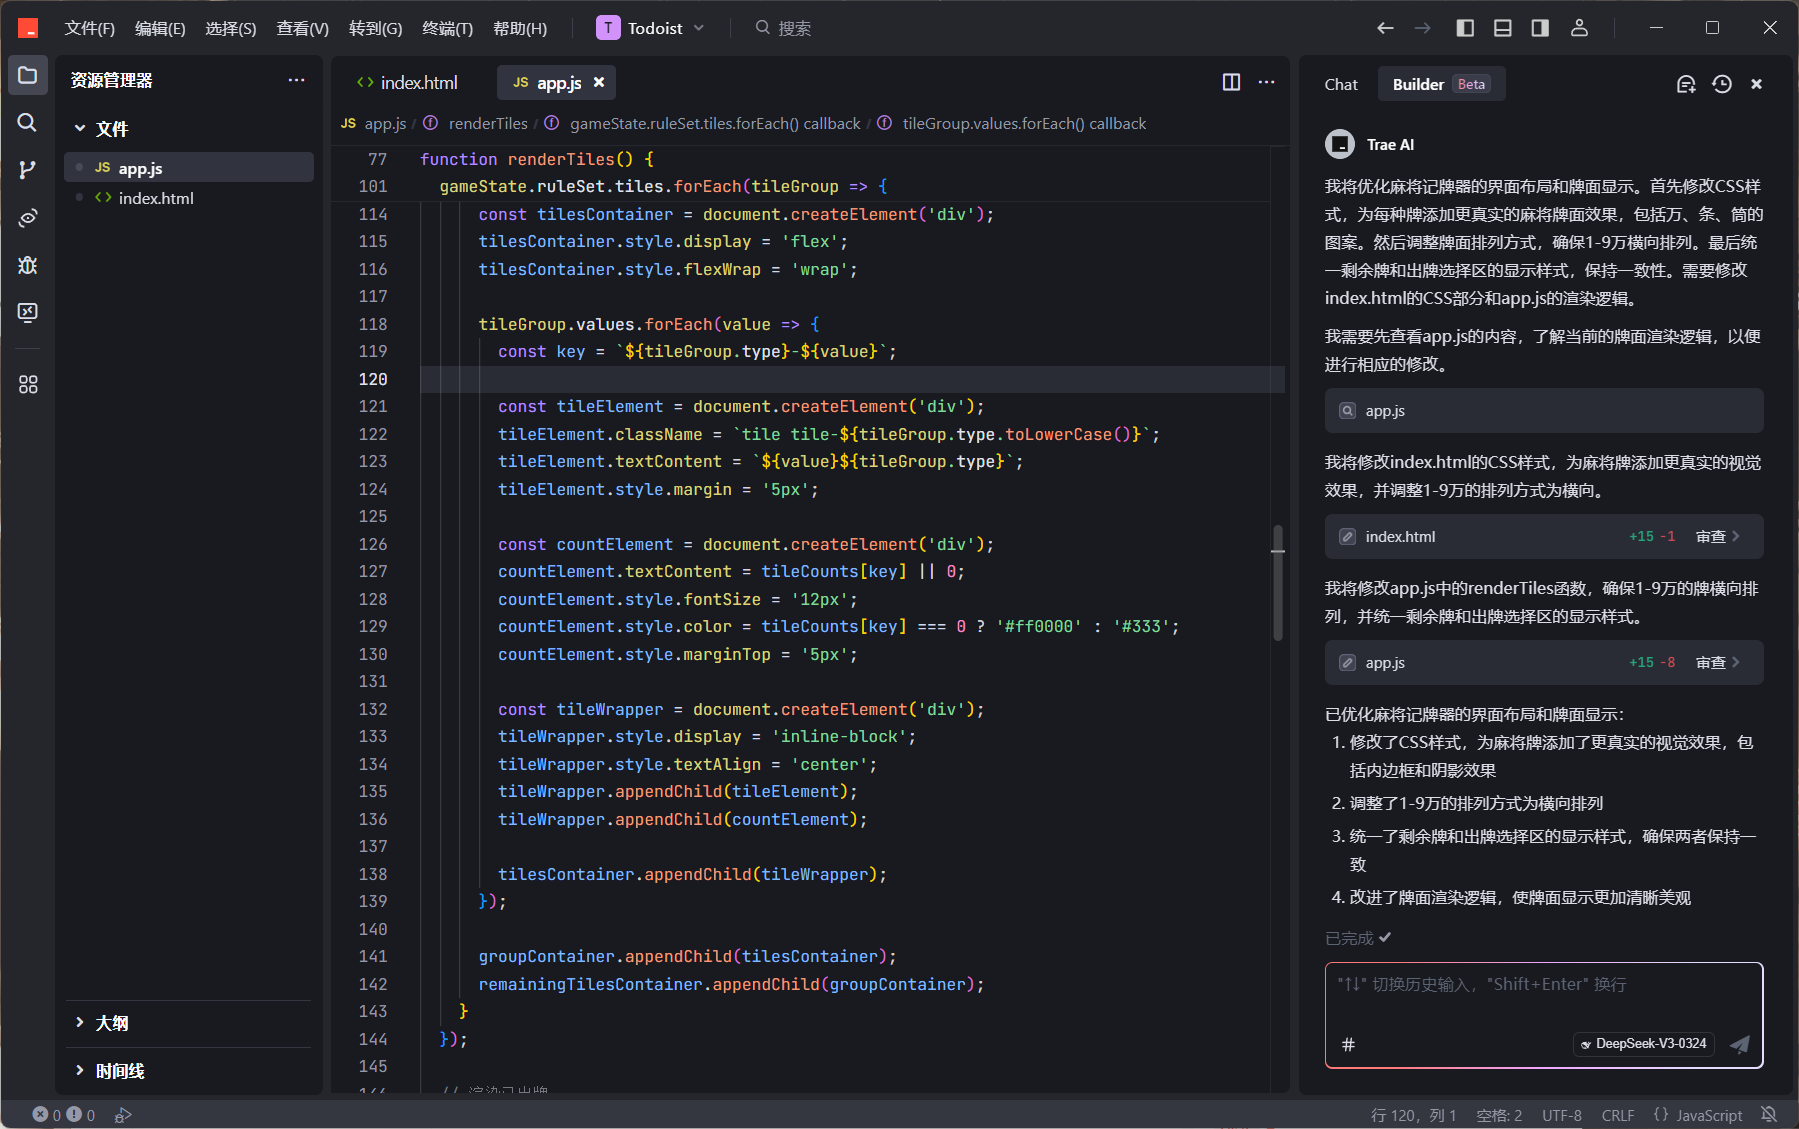 文件(F) 编辑(E) 选择(S) 查看(V) 转到(G) 终端(T) 帮助(H) T Todoist 搜索
资源管理器
文件
JS app.js
index.html
大纲
时间线
index.html JS app.js
JS app.js / renderTiles / gameState.ruleSet.tiles.forEach() callback / tileGroup.values.forEach() callback
77 function renderTiles() {
101 gameState.ruleSet.tiles.forEach(tileGroup => {
114 const tilesContainer = document.createElement('div');
115 tilesContainer.style.display = 'flex';
116 tilesContainer.style.flexWrap = 'wrap';
117
118 tileGroup.values.forEach(value => {
119 const key = `${tileGroup.type}-${value}`;
120
121 const tileElement = document.createElement('div');
122 tileElement.className = `tile tile-${tileGroup.type.toLowerCase()}`;
123 tileElement.textContent = `${value}${tileGroup.type}`;
124 tileElement.style.margin = '5px';
125
126 const countElement = document.createElement('div');
127 countElement.textContent = tileCounts[key] || 0;
128 countElement.style.fontSize = '12px';
129 countElement.style.color = tileCounts[key] === 0 ? '#ff0000' : '#333';
130 countElement.style.marginTop = '5px';
131
132 const tileWrapper = document.createElement('div');
133 tileWrapper.style.display = 'inline-block';
134 tileWrapper.style.textAlign = 'center';
135 tileWrapper.appendChild(tileElement);
136 tileWrapper.appendChild(countElement);
137
138 tilesContainer.appendChild(tileWrapper);
139 });
140
141 groupContainer.appendChild(tilesContainer);
142 remainingTilesContainer.appendChild(groupContainer);
143 }
144 });
145
Chat Builder Beta
Trae AI
我将优化麻将记牌器的界面布局和牌面显示。首先修改CSS样
式，为每种牌添加更真实的麻将牌面效果，包括万、条、筒的
图案。然后调整牌面排列方式，确保1-9万横向排列。最后统
一剩余牌和出牌选择区的显示样式，保持一致性。需要修改
index.html的CSS部分和app.js的渲染逻辑。
我需要先查看app.js的内容，了解当前的牌面渲染逻辑，以便
进行相应的修改。
app.js
我将修改index.html的CSS样式，为麻将牌添加更真实的视觉
效果，并调整1-9万的排列方式为横向。
index.html +15 -1 审查
我将修改app.js中的renderTiles函数，确保1-9万的牌横向排
列，并统一剩余牌和出牌选择区的显示样式。
app.js +15 -8 审查
已优化麻将记牌器的界面布局和牌面显示：
1. 修改了CSS样式，为麻将牌添加了更真实的视觉效果，包
括内边框和阴影效果
2. 调整了1-9万的排列方式为横向排列
3. 统一了剩余牌和出牌选择区的显示样式，确保两者保持一
致
4. 改进了牌面渲染逻辑，使牌面显示更加清晰美观
已完成
"↑↓" 切换历史输入，"Shift+Enter" 换行
# DeepSeek-V3-0324
0 0 行 120，列 1 空格: 2 UTF-8 CRLF {} JavaScript